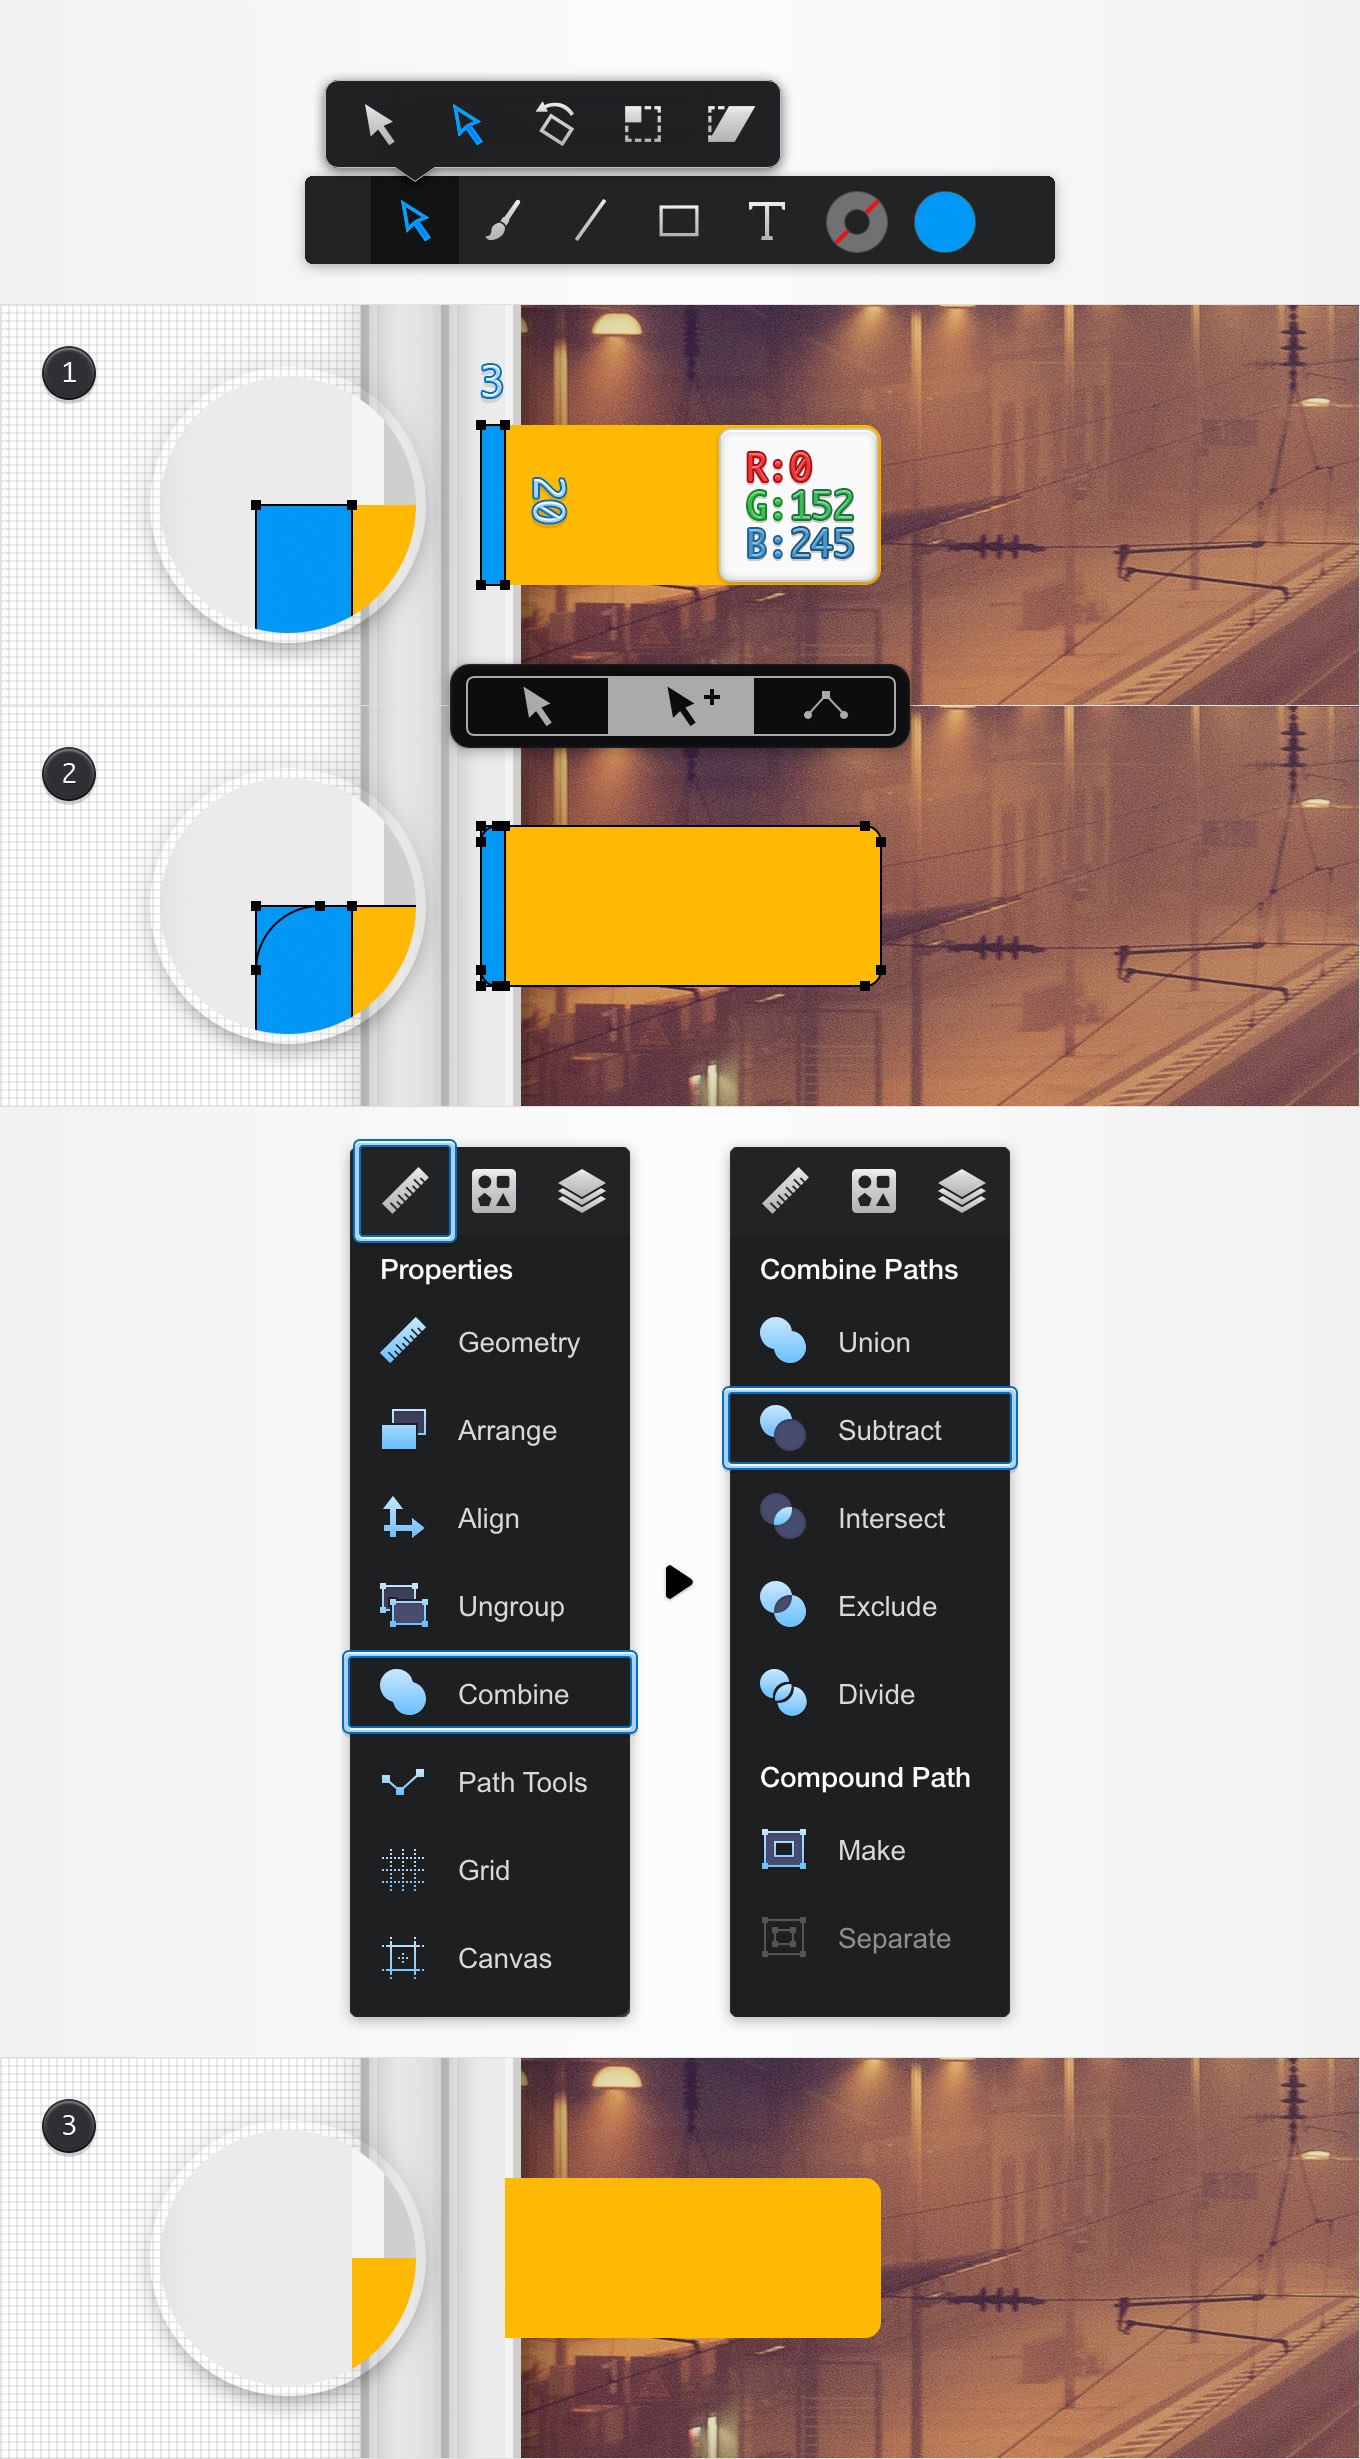 T
1
3
20
R:0
G:152
B:245
2
Properties
Geometry
Arrange
Align
Ungroup
Combine
Path Tools
Grid
Canvas
Combine Paths
Union
Subtract
Intersect
Exclude
Divide
Compound Path
Make
Separate
3